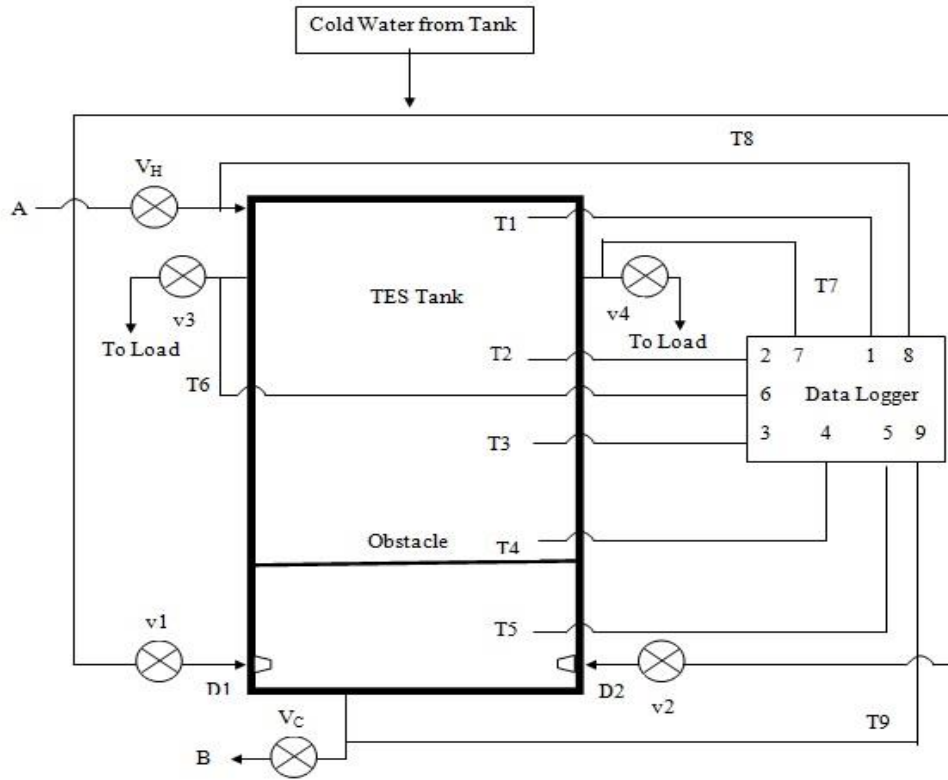 Cold Water from Tank
T8
V_H
A
T1
T7
TES Tank
v3
v4
To Load
To Load
T2
2 7 1 8
T6
6
Data Logger
T3
3 4 5 9
Obstacle
T4
v1
T5
D1
D2
v2
V_C
T9
B